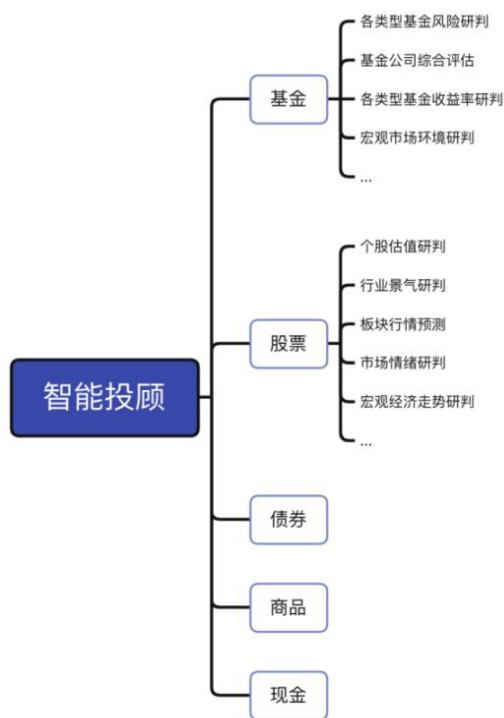 智能投顾
基金
各类型基金风险研判
基金公司综合评估
各类型基金收益率研判
宏观市场环境研判
...
股票
个股估值研判
行业景气研判
板块行情预测
市场情绪研判
宏观经济走势研判
...
债券
商品
现金